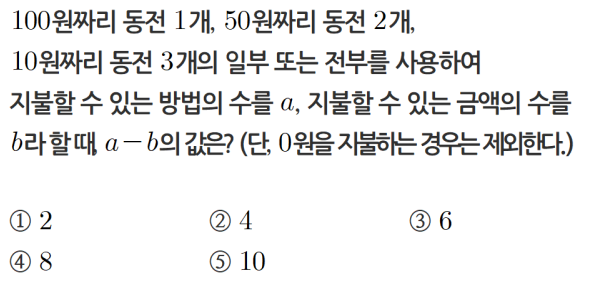 100원짜리 동전 1개, 50원짜리 동전 2개,
10원짜리 동전 3개의 일부 또는 전부를 사용하여
지불할 수 있는 방법의 수를 a, 지불할 수 있는 금액의 수를
b라 할 때, a-b의 값은? (단, 0원을 지불하는 경우는 제외한다.)
① 2 ② 4 ③ 6
④ 8 ⑤ 10